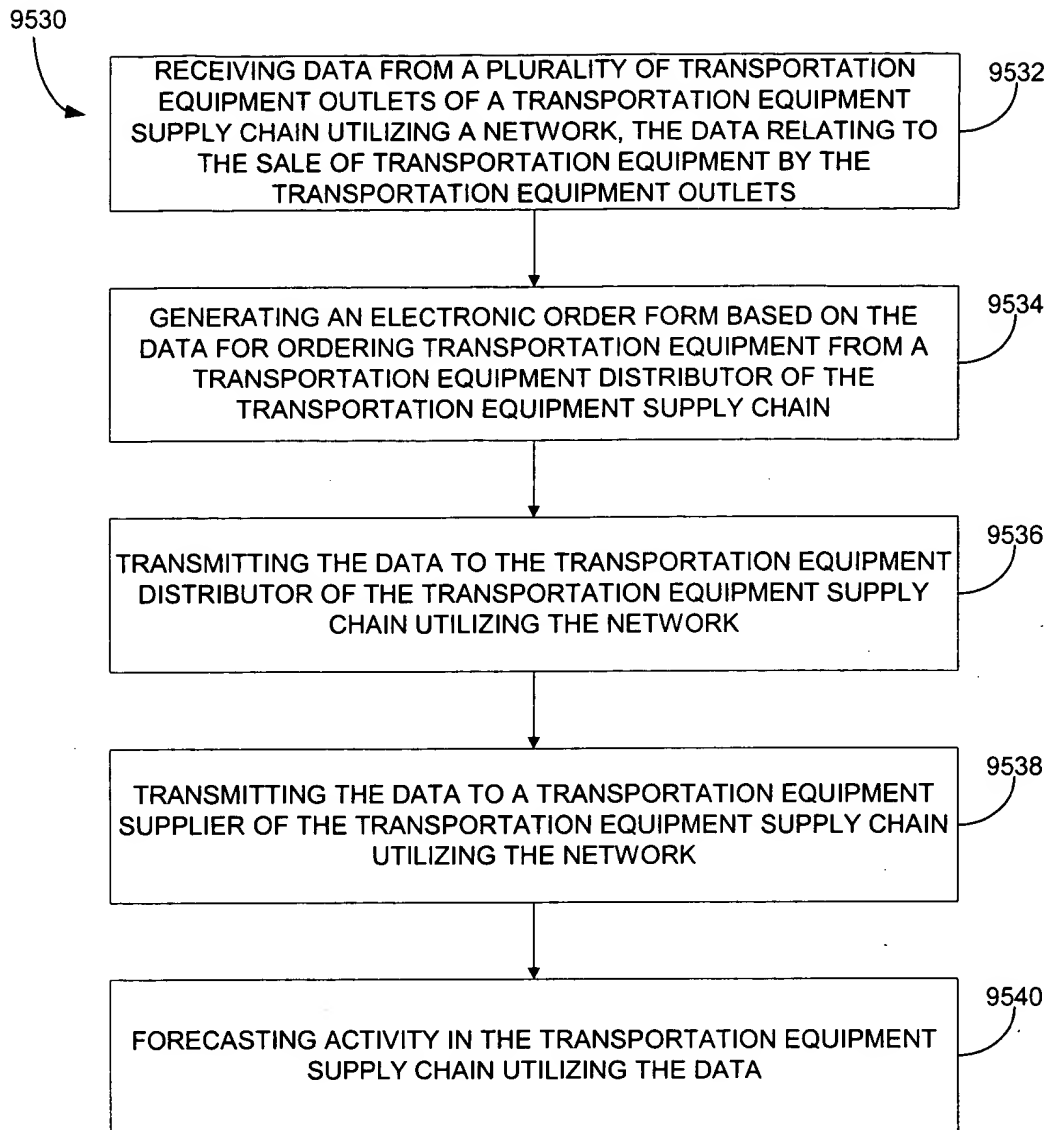 9530
RECEIVING DATA FROM A PLURALITY OF TRANSPORTATION
EQUIPMENT OUTLETS OF A TRANSPORTATION EQUIPMENT
SUPPLY CHAIN UTILIZING A NETWORK, THE DATA RELATING TO
THE SALE OF TRANSPORTATION EQUIPMENT BY THE
TRANSPORTATION EQUIPMENT OUTLETS
9532
GENERATING AN ELECTRONIC ORDER FORM BASED ON THE
DATA FOR ORDERING TRANSPORTATION EQUIPMENT FROM A
TRANSPORTATION EQUIPMENT DISTRIBUTOR OF THE
TRANSPORTATION EQUIPMENT SUPPLY CHAIN
9534
TRANSMITTING THE DATA TO THE TRANSPORTATION EQUIPMENT
DISTRIBUTOR OF THE TRANSPORTATION EQUIPMENT SUPPLY
CHAIN UTILIZING THE NETWORK
9536
TRANSMITTING THE DATA TO A TRANSPORTATION EQUIPMENT
SUPPLIER OF THE TRANSPORTATION EQUIPMENT SUPPLY CHAIN
UTILIZING THE NETWORK
9538
FORECASTING ACTIVITY IN THE TRANSPORTATION EQUIPMENT
SUPPLY CHAIN UTILIZING THE DATA
9540